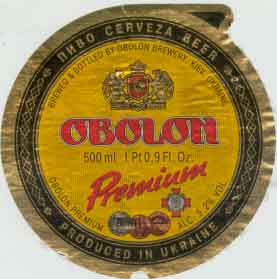 ПИВО CERVEZA BEER
BREWED & BOTTLED BY OBOLON BREWERY, KIEV, UKRAINE
OBOLON
500 ml 1 Pt 0,9 Fl. Oz.
Premium
OBOLON PREMIUM
ALC. 5.2% VOL.
PRODUCED IN UKRAINE